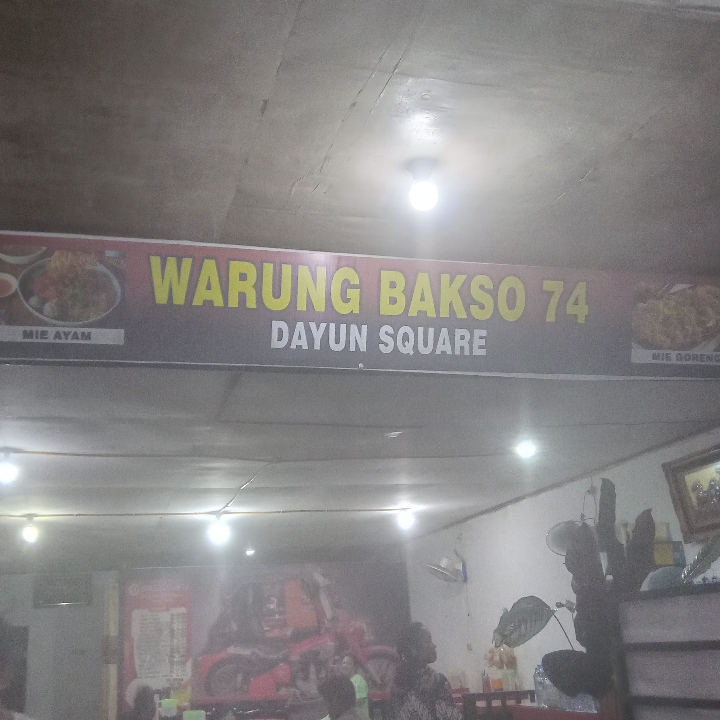 WARUNG BAKSO 74
DAYUN SQUARE
MIE AYAM
MIE GORENG